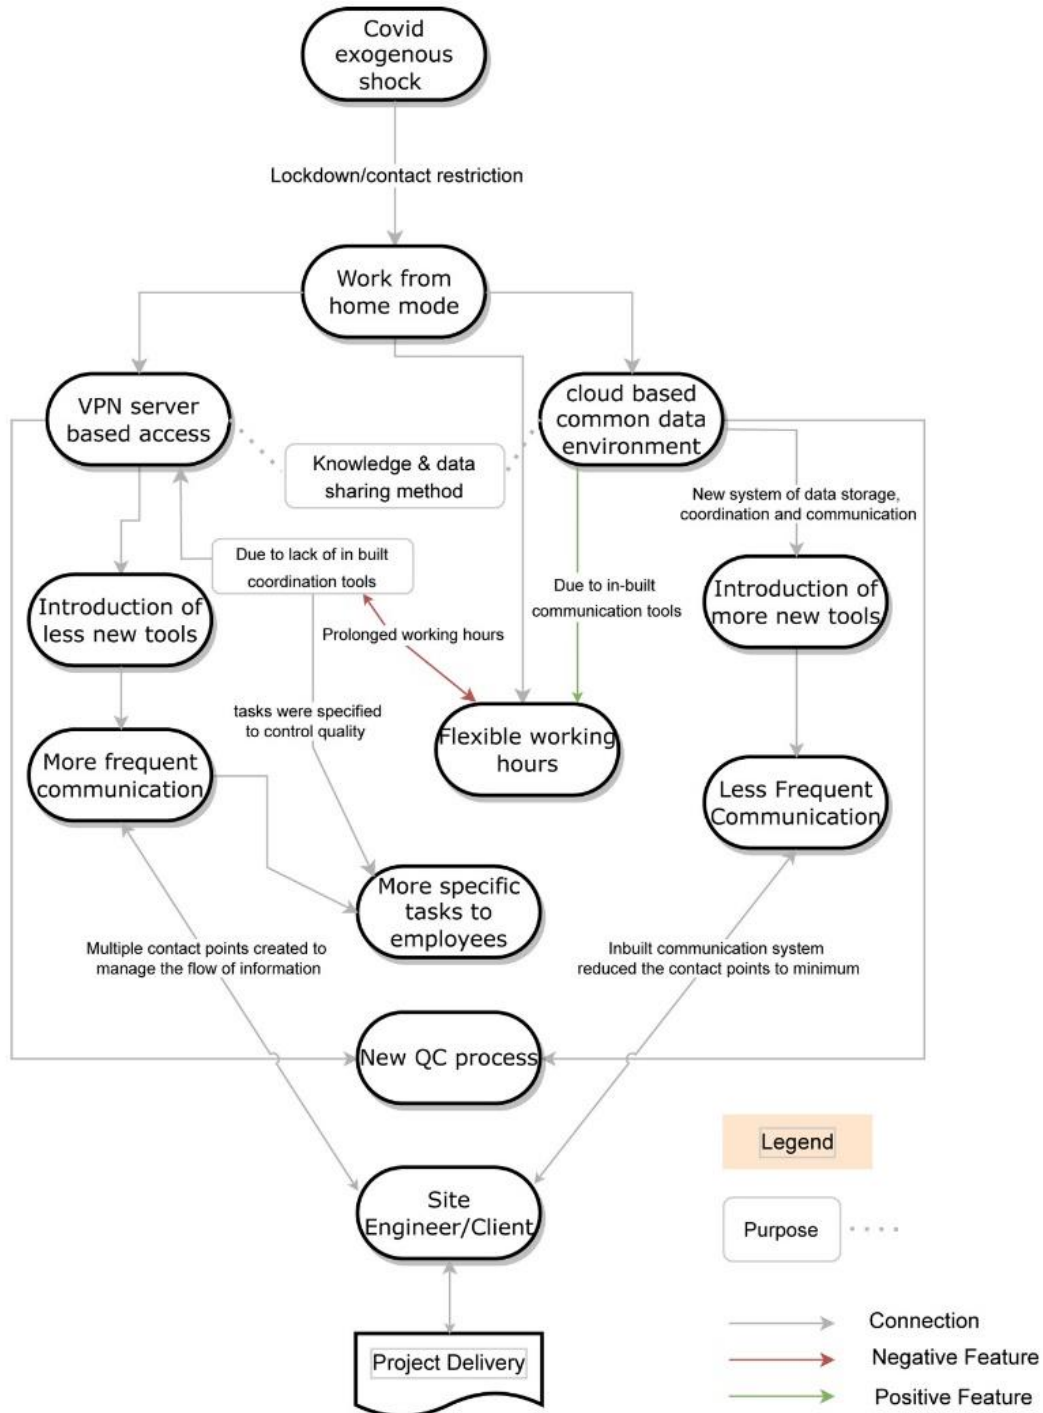 Covid
exogenous
shock
Lockdown/contact restriction
Work from
home mode
VPN server
based access
cloud based
common data
environment
Knowledge & data
sharing method
New system of data storage,
coordination and communication
Due to lack of in built
coordination tools
Due to in-built
communication tools
Introduction of
less new tools
Introduction of
more new tools
Prolonged working hours
tasks were specified
to control quality
Flexible working
hours
More frequent
communication
Less Frequent
Communication
More specific
tasks to
employees
Multiple contact points created to
manage the flow of information
Inbuilt communication system
reduced the contact points to minimum
New QC process
Site
Engineer/Client
Project Delivery
Legend
Purpose
Connection
Negative Feature
Positive Feature